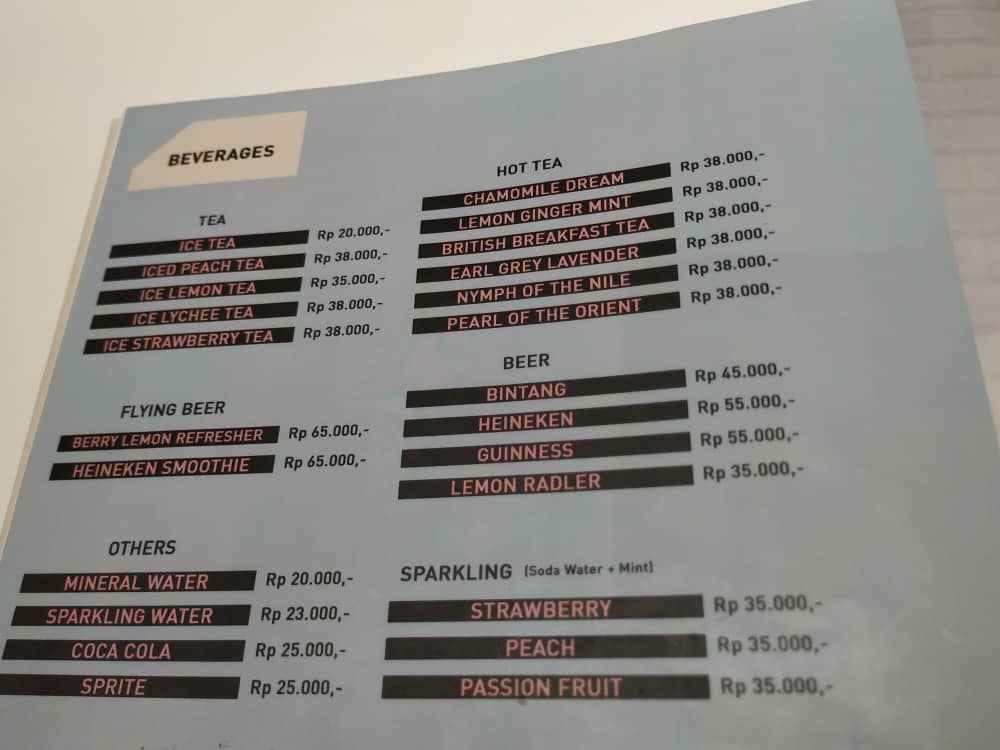 BEVERAGES
TEA
ICE TEA Rp 20.000,-
ICED PEACH TEA Rp 38.000,-
ICE LEMON TEA Rp 35.000,-
ICE LYCHEE TEA Rp 38.000,-
ICE STRAWBERRY TEA Rp 38.000,-
HOT TEA
CHAMOMILE DREAM Rp 38.000,-
LEMON GINGER MINT Rp 38.000,-
BRITISH BREAKFAST TEA Rp 38.000,-
EARL GREY LAVENDER Rp 38.000,-
NYMPH OF THE NILE Rp 38.000,-
PEARL OF THE ORIENT Rp 38.000,-
FLYING BEER
BERRY LEMON REFRESHER Rp 65.000,-
HEINEKEN SMOOTHIE Rp 65.000,-
BEER
BINTANG Rp 45.000,-
HEINEKEN Rp 55.000,-
GUINNESS Rp 55.000,-
LEMON RADLER Rp 35.000,-
OTHERS
MINERAL WATER Rp 20.000,-
SPARKLING WATER Rp 23.000,-
COCA COLA Rp 25.000,-
SPRITE Rp 25.000,-
SPARKLING (Soda Water + Mint)
STRAWBERRY Rp 35.000,-
PEACH Rp 35.000,-
PASSION FRUIT Rp 35.000,-